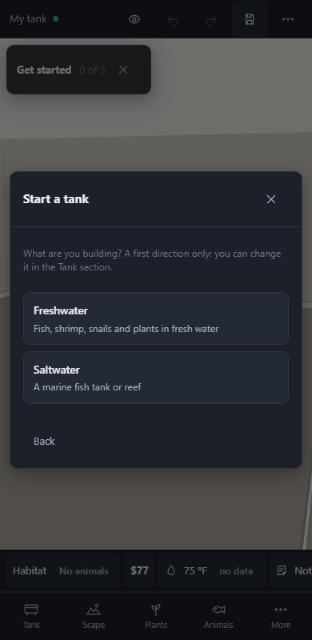 My tank
Get started · 0 of 5
Start a tank
What are you building? A first direction only: you can change
it in the Tank section.
Freshwater
Fish, shrimp, snails and plants in fresh water
Saltwater
A marine fish tank or reef
Back
Habitat No animals $77 75 °F no data Not
Tank Scape Plants Animals More